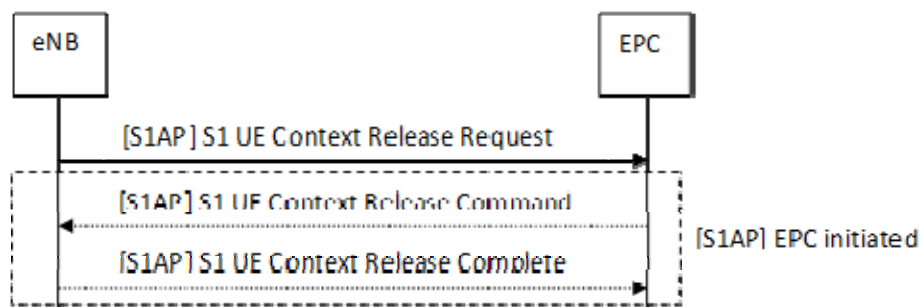 eNB
EPC
[S1AP] S1 UE Context Release Request
[S1AP] S1 UE Context Release Command
[S1AP] EPC initiated
[S1AP] S1 UE Context Release Complete